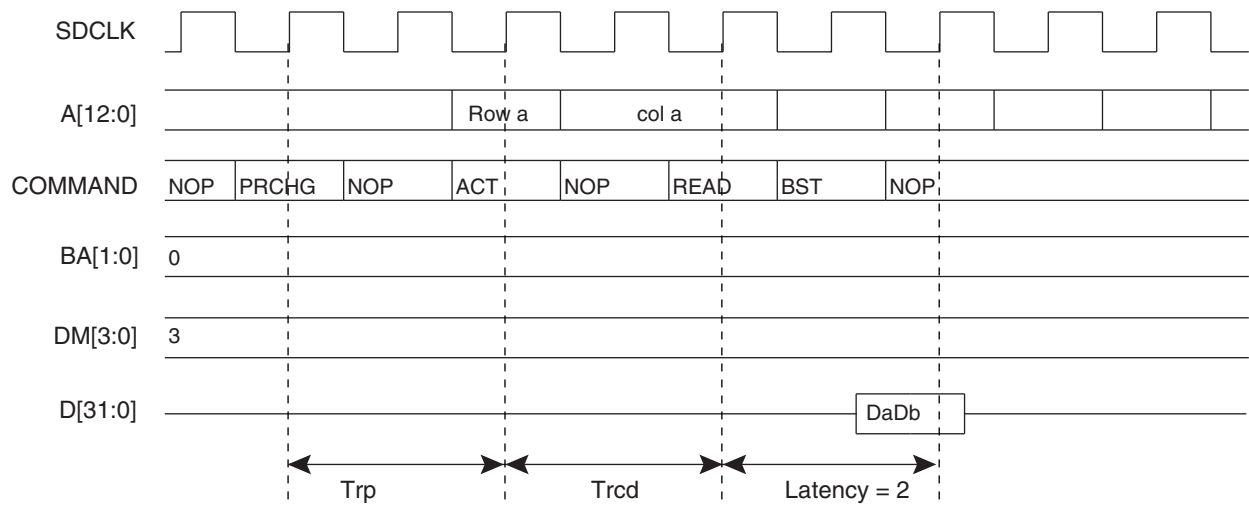 SDCLK
A[12:0] Row a col a
COMMAND NOP PRCHG NOP ACT NOP READ BST NOP
BA[1:0] 0
DM[3:0] 3
D[31:0] DaDb
Trp Trcd Latency = 2